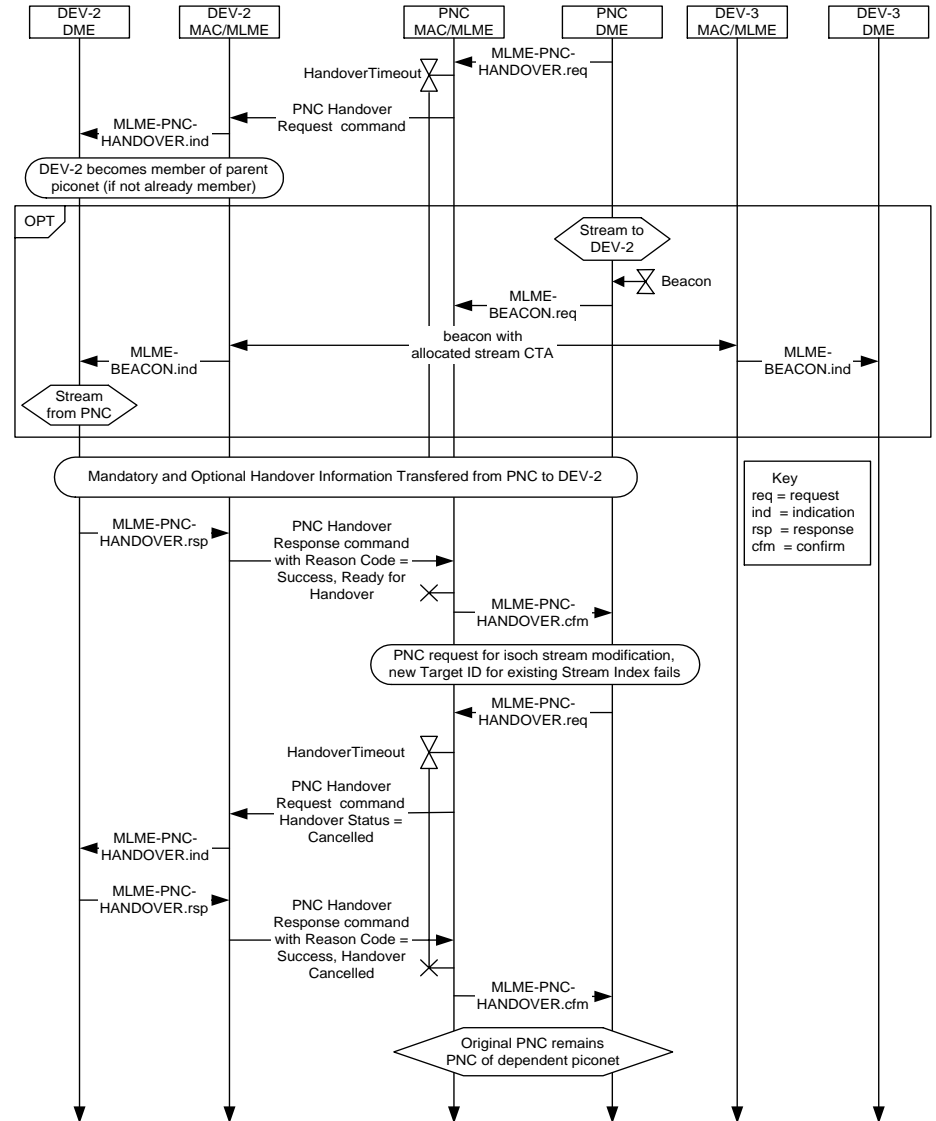 DEV-2
DME
DEV-2
MAC/MLME
PNC
MAC/MLME
PNC
DME
DEV-3
MAC/MLME
DEV-3
DME
MLME-PNC-
HANDOVER.req
HandoverTimeout
PNC Handover
Request command
MLME-PNC-
HANDOVER.ind
DEV-2 becomes member of parent
piconet (if not already member)
OPT
Stream to
DEV-2
Beacon
MLME-
BEACON.req
beacon with
allocated stream CTA
MLME-
BEACON.ind
MLME-
BEACON.ind
Stream
from PNC
Mandatory and Optional Handover Information Transfered from PNC to DEV-2
Key
req = request
ind = indication
rsp = response
cfm = confirm
MLME-PNC-
HANDOVER.rsp
PNC Handover
Response command
with Reason Code =
Success, Ready for
Handover
MLME-PNC-
HANDOVER.cfm
PNC request for isoch stream modification,
new Target ID for existing Stream Index fails
MLME-PNC-
HANDOVER.req
HandoverTimeout
PNC Handover
Request command
Handover Status =
Cancelled
MLME-PNC-
HANDOVER.ind
MLME-PNC-
HANDOVER.rsp
PNC Handover
Response command
with Reason Code =
Success, Handover
Cancelled
MLME-PNC-
HANDOVER.cfm
Original PNC remains
PNC of dependent piconet